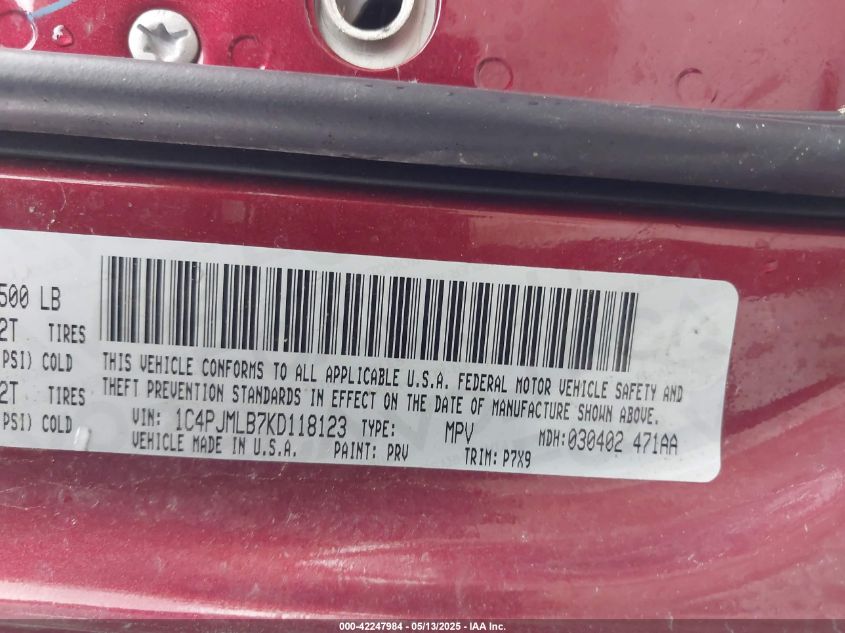 500 LB
2T TIRES
PSI) COLD
2T TIRES
PSI) COLD
THIS VEHICLE CONFORMS TO ALL APPLICABLE U.S.A. FEDERAL MOTOR VEHICLE SAFETY AND
THEFT PREVENTION STANDARDS IN EFFECT ON THE DATE OF MANUFACTURE SHOWN ABOVE.
VIN: 1C4PJMLB7KD118123 TYPE: MPV MDH:030402 471AA
VEHICLE MADE IN U.S.A. PAINT: PRV TRIM: P7X9
000-42247984 — 05/13/2025 — IAA Inc.